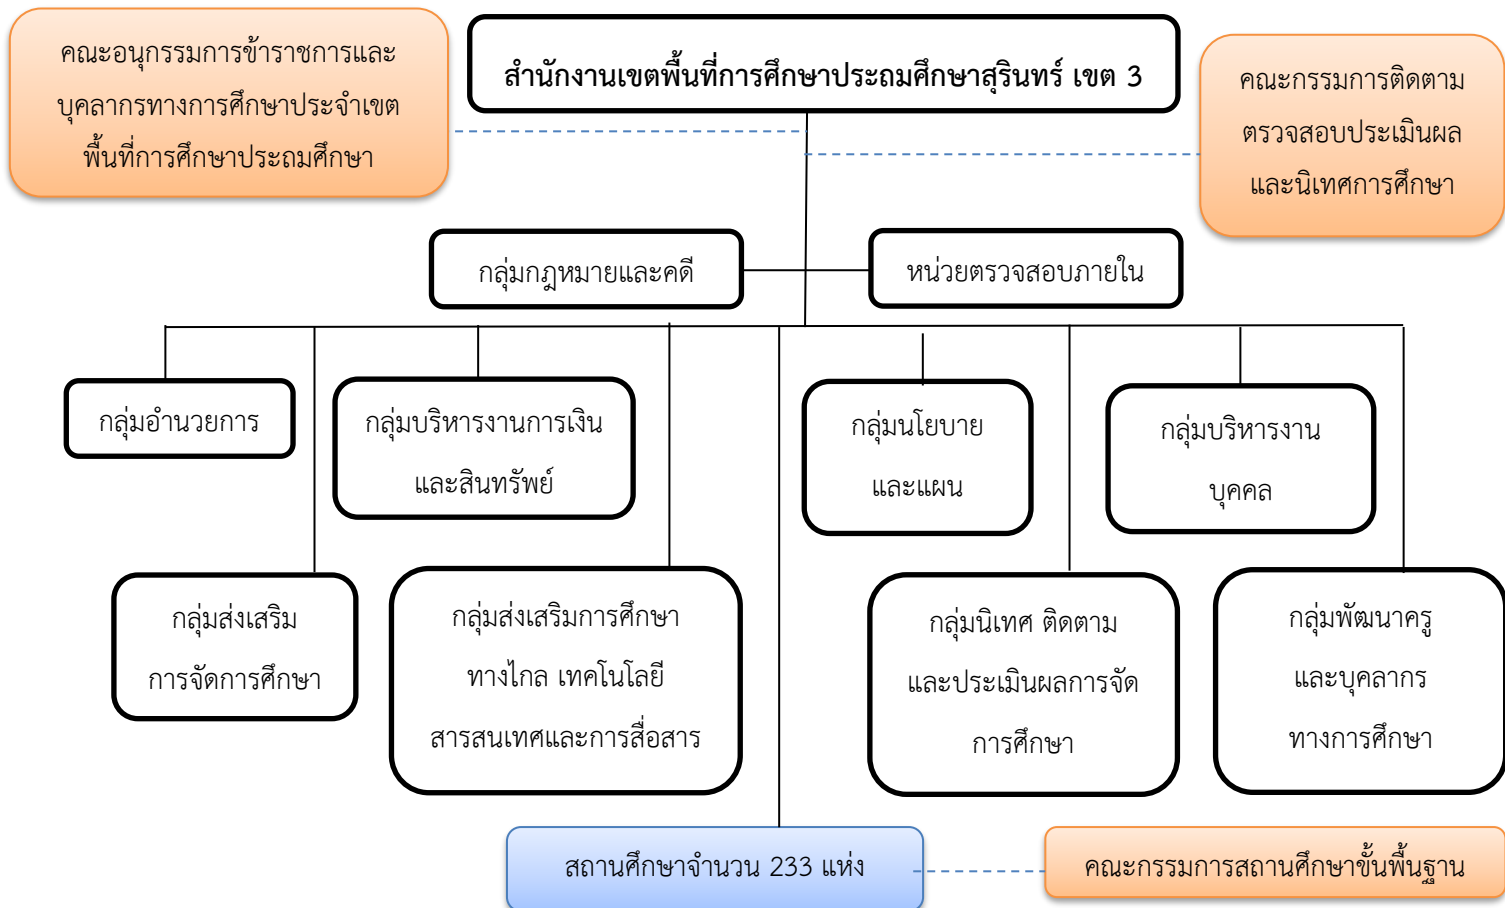 คณะอนุกรรมการข้าราชการและ
บุคลากรทางการศึกษาประจำเขต
พื้นที่การศึกษาประถมศึกษา
สำนักงานเขตพื้นที่การศึกษาประถมศึกษาสุรินทร์ เขต 3
คณะกรรมการติดตาม
ตรวจสอบประเมินผล
และนิเทศการศึกษา
กลุ่มกฎหมายและคดี
หน่วยตรวจสอบภายใน
กลุ่มอำนวยการ
กลุ่มบริหารงานการเงิน
และสินทรัพย์
กลุ่มนโยบาย
และแผน
กลุ่มบริหารงาน
บุคคล
กลุ่มส่งเสริม
การจัดการศึกษา
กลุ่มส่งเสริมการศึกษา
ทางไกล เทคโนโลยี
สารสนเทศและการสื่อสาร
กลุ่มนิเทศ ติดตาม
และประเมินผลการจัด
การศึกษา
กลุ่มพัฒนาครู
และบุคลากร
ทางการศึกษา
สถานศึกษาจำนวน 233 แห่ง
คณะกรรมการสถานศึกษาขั้นพื้นฐาน